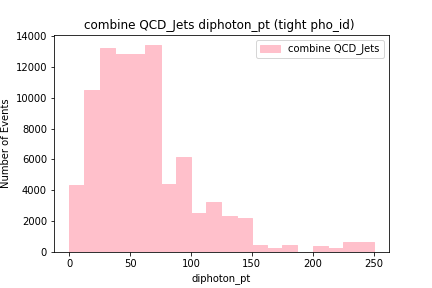 combine QCD_Jets diphoton_pt (tight pho_id)
combine QCD_Jets
Number of Events
14000
12000
10000
8000
6000
4000
2000
0
0 50 100 150 200 250
diphoton_pt